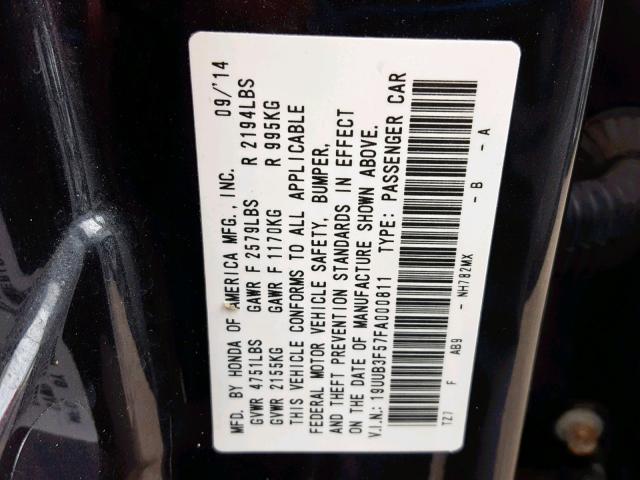 MFD. BY HONDA OF AMERICA MFG., INC. 09/'14
GVWR 4751LBS GAWR F 2579LBS R 2194LBS
GVWR 2155KG GAWR F 1170KG R 995KG
THIS VEHICLE CONFORMS TO ALL APPLICABLE
FEDERAL MOTOR VEHICLE SAFETY, BUMPER,
AND THEFT PREVENTION STANDARDS IN EFFECT
ON THE DATE OF MANUFACTURE SHOWN ABOVE.
V.I.N.: 19UUB3F57FA000811 TYPE: PASSENGER CAR
TZ7 F AB9 - NH782MX - B - A